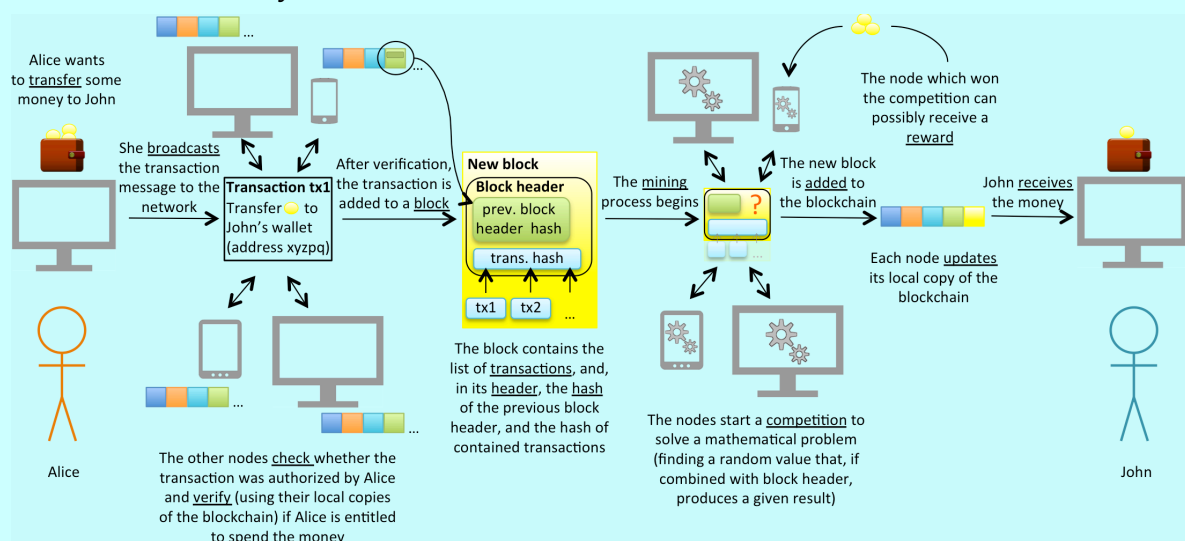 Alice wants
to transfer some
money to John
She broadcasts
the transaction
message to the
network
Transaction tx1
Transfer to
John's wallet
(address xyzpq)
...
...
...
...
The other nodes check whether the
transaction was authorized by Alice
and verify (using their local copies
of the blockchain) if Alice is entitled
to spend the money
After verification,
the transaction is
added to a block
New block
Block header
prev. block
header hash
trans. hash
tx1
tx2
...
The block contains the
list of transactions, and,
in its header, the hash
of the previous block
header, and the hash of
contained transactions
The mining
process begins
?
...
The nodes start a competition to
solve a mathematical problem
(finding a random value that, if
combined with block header,
produces a given result)
The node which won
the competition can
possibly receive a
reward
The new block
is added to
the blockchain
Each node updates
its local copy of the
blockchain
John receives
the money
Alice
John